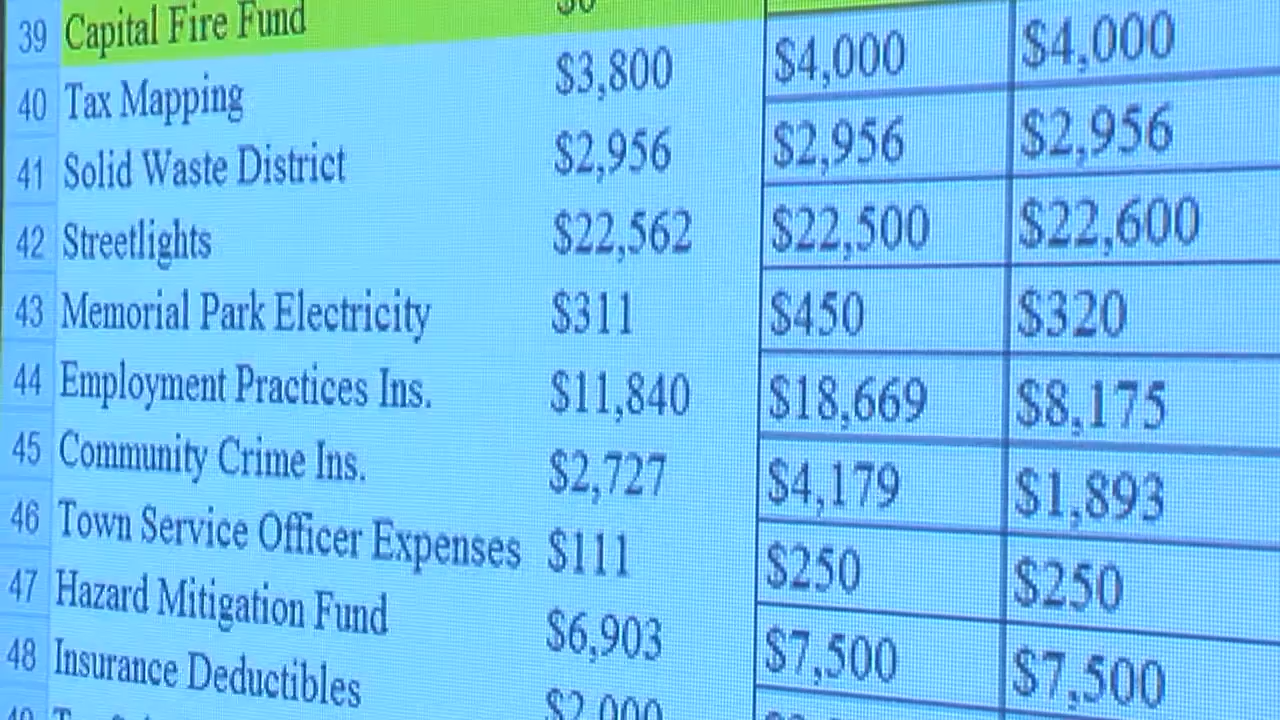 39 Capital Fire Fund $0
40 Tax Mapping $3,800 $4,000 $4,000
41 Solid Waste District $2,956 $2,956 $2,956
42 Streetlights $22,562 $22,500 $22,600
43 Memorial Park Electricity $311 $450 $320
44 Employment Practices Ins. $11,840 $18,669 $8,175
45 Community Crime Ins. $2,727 $4,179 $1,893
46 Town Service Officer Expenses $111 $250 $250
47 Hazard Mitigation Fund $6,903 $7,500 $7,500
48 Insurance Deductibles $2,000
49